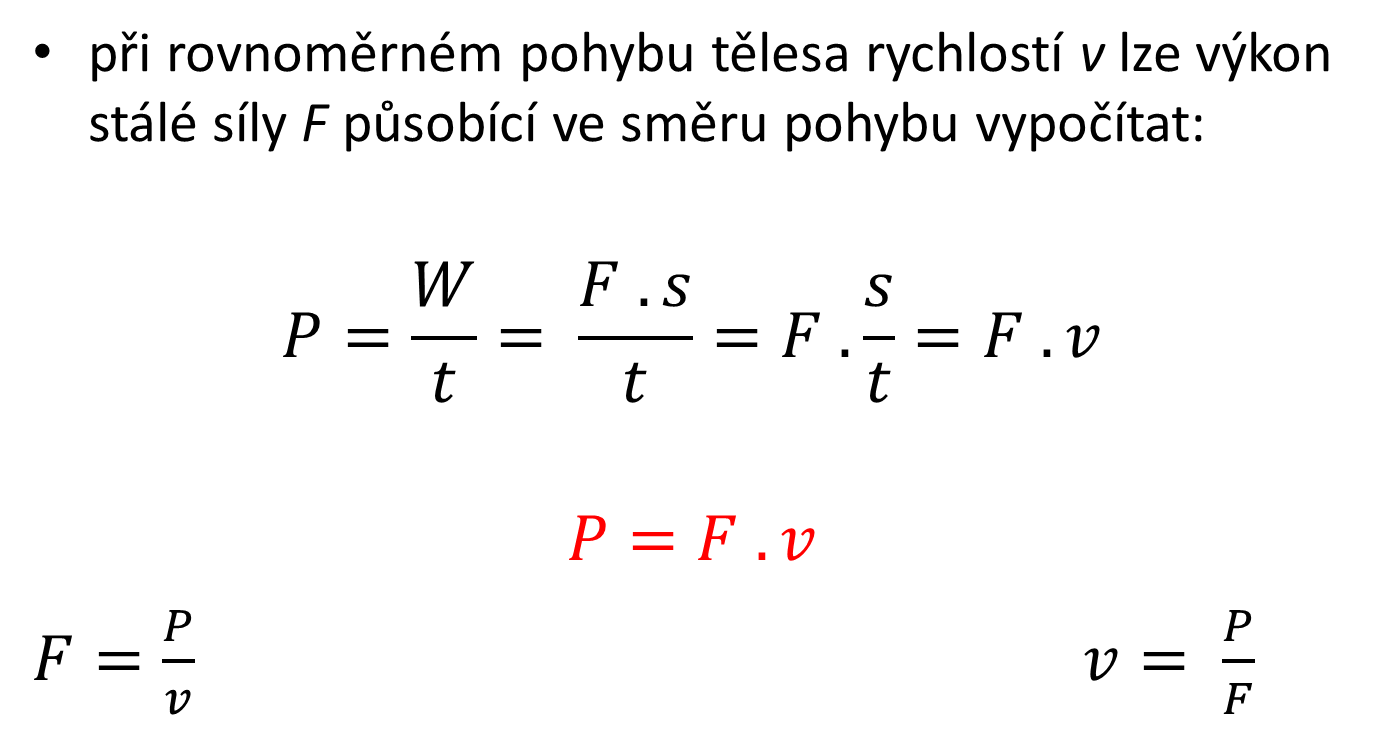 • při rovnoměrném pohybu tělesa rychlostí v lze výkon
stálé síly F působící ve směru pohybu vypočítat:
P = W/t = F . s/t = F . s/t = F . v
P = F . v
F = P/v
v = P/F